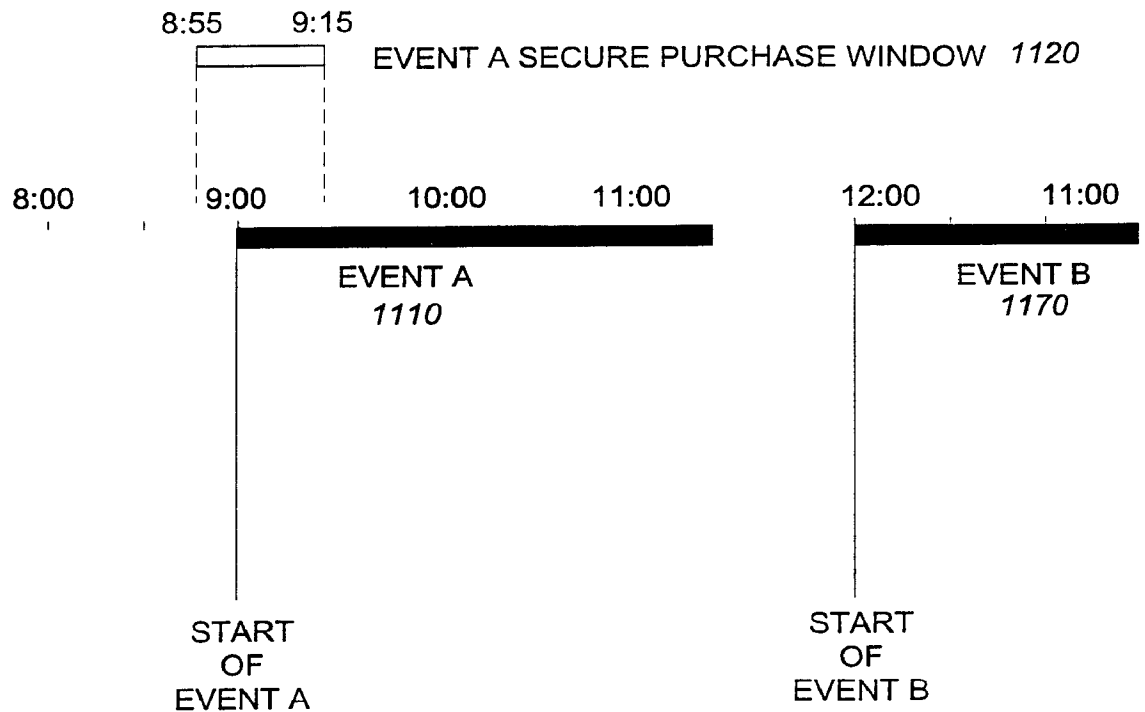 8:55 9:15
EVENT A SECURE PURCHASE WINDOW 1120
8:00 9:00 10:00 11:00 12:00 11:00
EVENT A
1110
EVENT B
1170
START
OF
EVENT A
START
OF
EVENT B